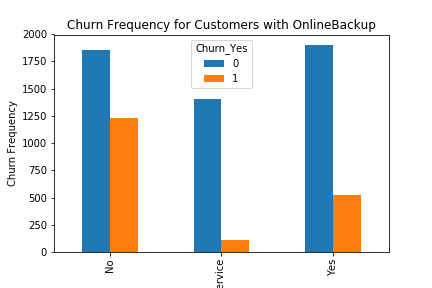 Churn Frequency for Customers with OnlineBackup
Churn_Yes
0
1
Churn Frequency
2000
1750
1500
1250
1000
750
500
250
0
No
ervice
Yes